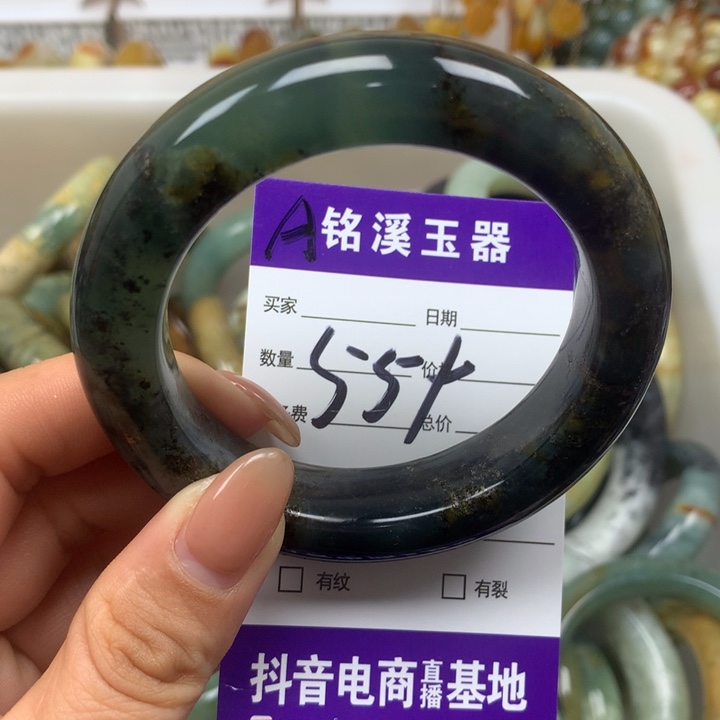 A铭溪玉器
买家 日期
数量 价
费 总价
554
有纹 有裂
抖音电商直播基地